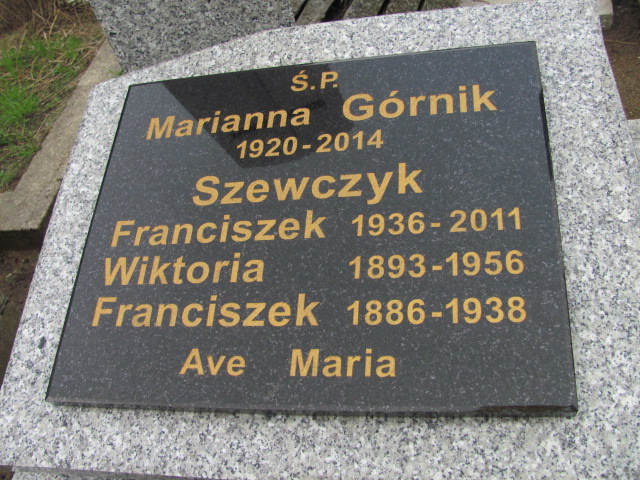 Ś.P.
Marianna Górnik
1920-2014
Szewczyk
Franciszek 1936-2011
Wiktoria 1893-1956
Franciszek 1886-1938
Ave Maria